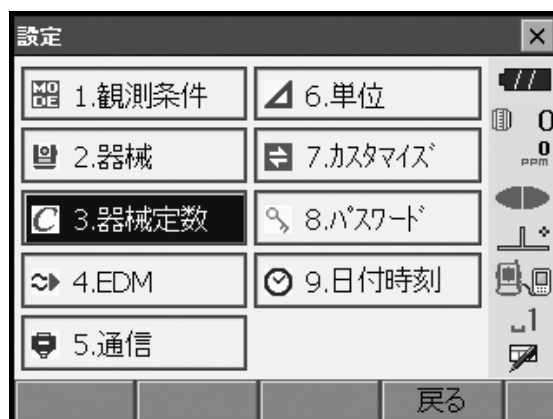 設定
MODE 1.観測条件
2.器械
C 3.器械定数
4.EDM
5.通信
6.単位
7.カスタマイズ
8.パスワード
9.日付時刻
0
0
PPM
1
戻る